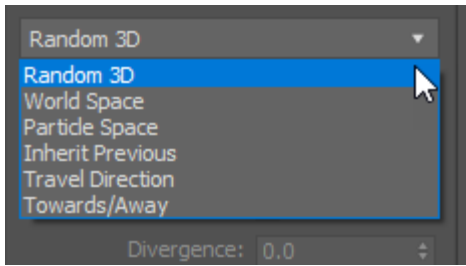 Random 3D
Random 3D
World Space
Particle Space
Inherit Previous
Travel Direction
Towards/Away
Divergence: 0.0